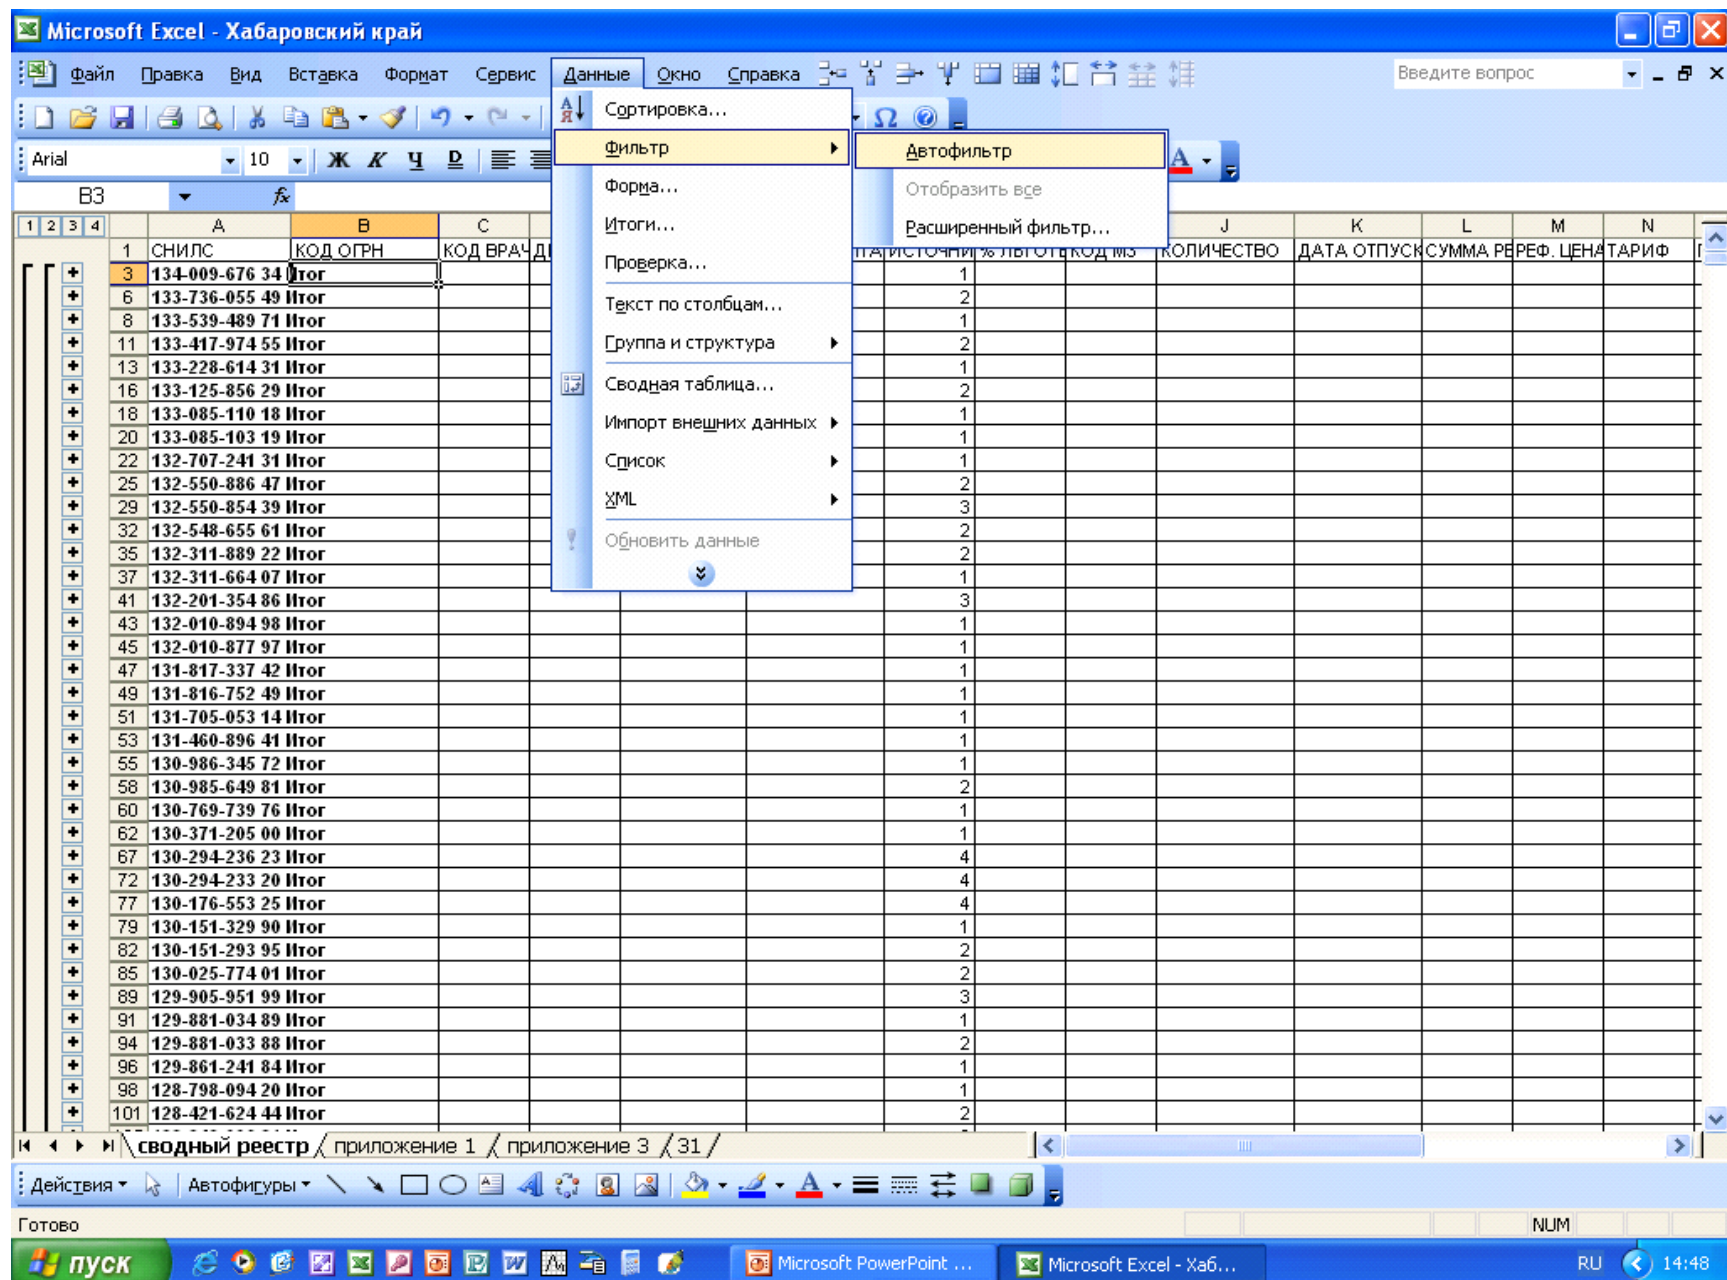 Microsoft Excel - Хабаровский край
Файл Правка Вид Вставка Формат Сервис Данные Окно Справка Введите вопрос
Arial 10 Ж К Ч D A
B3 fx
Сортировка...
Фильтр
Форма...
Итоги...
Проверка...
Текст по столбцам...
Группа и структура
Сводная таблица...
Импорт внешних данных
Список
XML
Обновить данные
Автофильтр
Отобразить все
Расширенный фильтр...
1 2 3 4 A B C J K L M N
1 СНИЛС КОД ОГРН КОД ВРАЧ ИСТОЧНИ % ЛЬГОТЕ КОД МЗ КОЛИЧЕСТВО ДАТА ОТПУСК СУММА РЕ РЕФ. ЦЕНА ТАРИФ
3 134-009-676 34 Итог 1
6 133-736-055 49 Итог 2
8 133-539-489 71 Итог 1
11 133-417-974 55 Итог 2
13 133-228-614 31 Итог 1
16 133-125-856 29 Итог 2
18 133-085-110 18 Итог 1
20 133-085-103 19 Итог 1
22 132-707-241 31 Итог 1
25 132-550-886 47 Итог 2
29 132-550-854 39 Итог 3
32 132-548-655 61 Итог 2
35 132-311-889 22 Итог 2
37 132-311-664 07 Итог 1
41 132-201-354 86 Итог 3
43 132-010-894 98 Итог 1
45 132-010-877 97 Итог 1
47 131-817-337 42 Итог 1
49 131-816-752 49 Итог 1
51 131-705-053 14 Итог 1
53 131-460-896 41 Итог 1
55 130-986-345 72 Итог 1
58 130-985-649 81 Итог 2
60 130-769-739 76 Итог 1
62 130-371-205 00 Итог 1
67 130-294-236 23 Итог 4
72 130-294-233 20 Итог 4
77 130-176-553 25 Итог 4
79 130-151-329 90 Итог 1
82 130-151-293 95 Итог 2
85 130-025-774 01 Итог 2
89 129-905-951 99 Итог 3
91 129-881-034 89 Итог 1
94 129-881-033 88 Итог 2
96 129-861-241 84 Итог 1
98 128-798-094 20 Итог 1
101 128-421-624 44 Итог 2
сводный реестр приложение 1 приложение 3 31
Действия Автофигуры
Готово NUM
пуск Microsoft PowerPoint ... Microsoft Excel - Хаб... RU 14:48